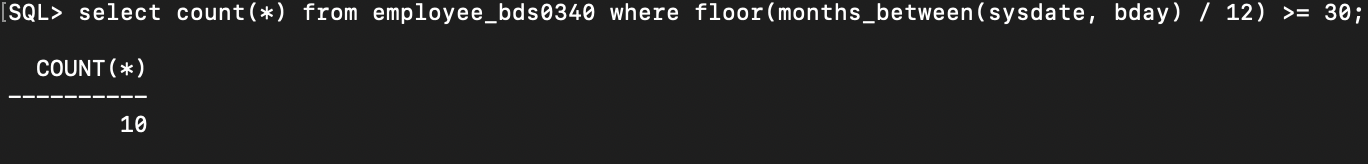 [SQL> select count(*) from employee_bds0340 where floor(months_between(sysdate, bday) / 12) >= 30;
COUNT(*)
----------
10